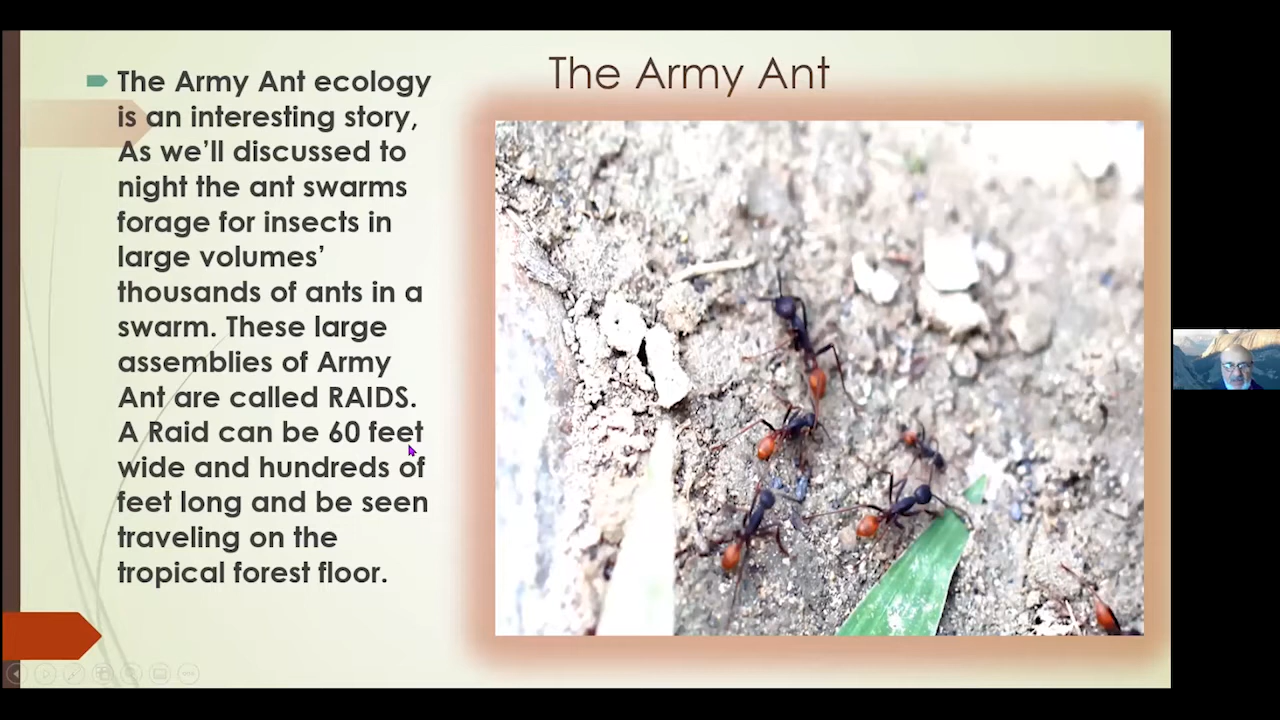 The Army Ant
The Army Ant ecology
is an interesting story,
As we'll discussed to
night the ant swarms
forage for insects in
large volumes'
thousands of ants in a
swarm. These large
assemblies of Army
Ant are called RAIDS.
A Raid can be 60 feet
wide and hundreds of
feet long and be seen
traveling on the
tropical forest floor.